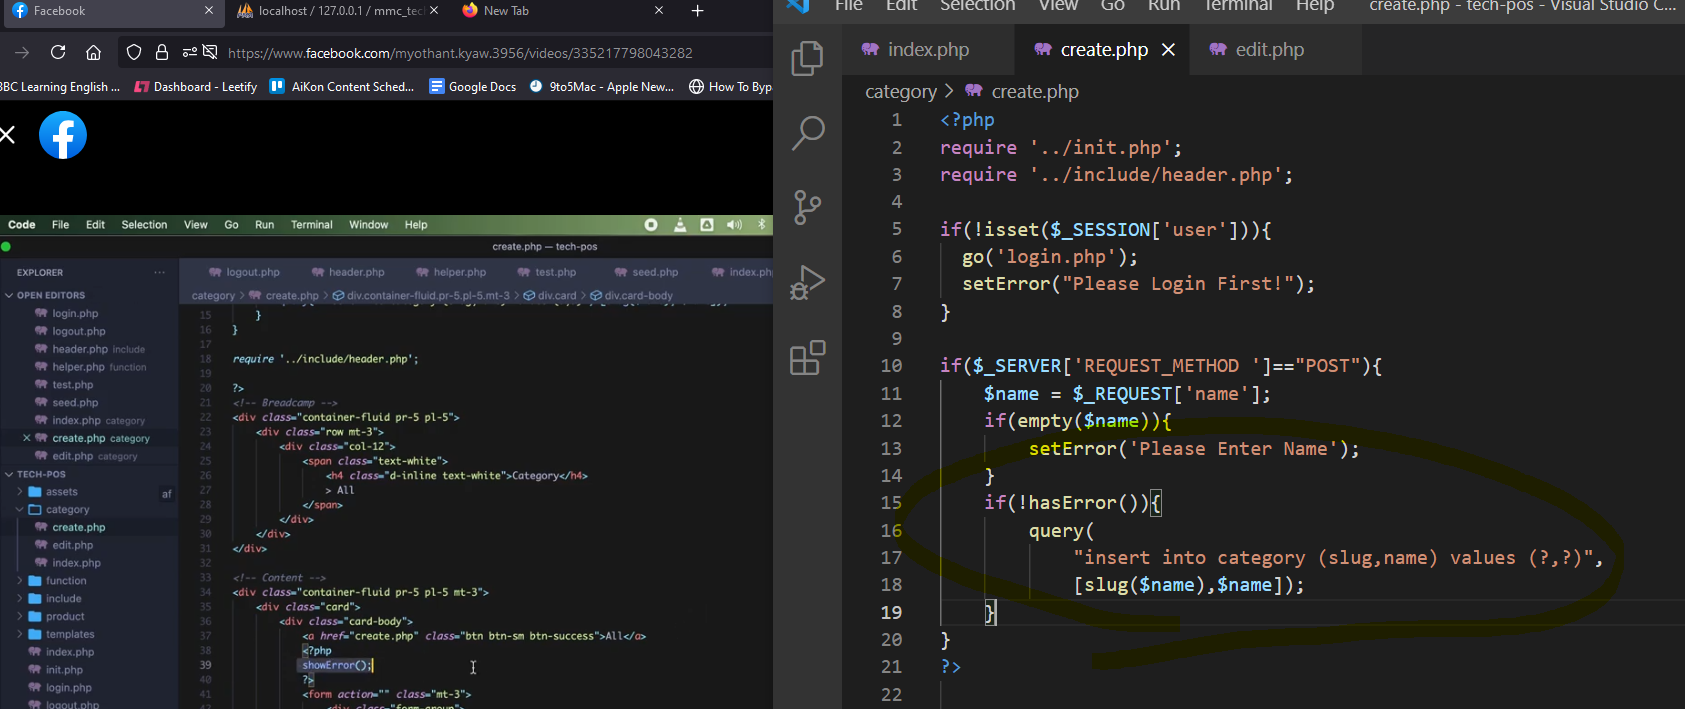 Facebook
localhost / 127.0.0.1 / mmc_tec
New Tab
https://www.facebook.com/myothant.kyaw.3956/videos/335217798043282
BBC Learning English ...
Dashboard - Leetify
AiKon Content Sched...
Google Docs
9to5Mac - Apple New...
How To Byp
Code File Edit Selection View Go Run Terminal Window Help
create.php — tech-pos
EXPLORER
OPEN EDITORS
login.php
logout.php
header.php include
helper.php function
test.php
seed.php
index.php category
create.php category
edit.php category
TECH-POS
assets
category
create.php
edit.php
index.php
function
include
product
templates
index.php
init.php
login.php
logout.php
af
logout.php header.php helper.php test.php seed.php index.php
category > create.php > div.container-fluid.pr-5.pl-5.mt-3 > div.card > div.card-body
15 }
16 }
17
18 require '../include/header.php';
19
20 ?>
21 <!-- Breadcamp -->
22 <div class="container-fluid pr-5 pl-5">
23 <div class="row mt-3">
24 <div class="col-12">
25 <span class="text-white">
26 <h4 class="d-inline text-white">Category</h4>
27 > All
28 </span>
29 </div>
30 </div>
31 </div>
32
33 <!-- Content -->
34 <div class="container-fluid pr-5 pl-5 mt-3">
35 <div class="card">
36 <div class="card-body">
37 <a href="create.php" class="btn btn-sm btn-success">All</a>
38 <?php
39 showError();
40 ?>
41 <form action="" class="mt-3">
<div class="form-group">
File Edit Selection View Go Run Terminal Help create.php - tech-pos - Visual Studio C...
index.php create.php edit.php
category > create.php
1 <?php
2 require '../init.php';
3 require '../include/header.php';
4
5 if(!isset($_SESSION['user'])){
6 go('login.php');
7 setError("Please Login First!");
8 }
9
10 if($_SERVER['REQUEST_METHOD ']=="POST"){
11 $name = $_REQUEST['name'];
12 if(empty($name)){
13 setError('Please Enter Name');
14 }
15 if(!hasError()){
16 query(
17 "insert into category (slug,name) values (?,?)",
18 [slug($name),$name]);
19 }
20 }
21 ?>
22